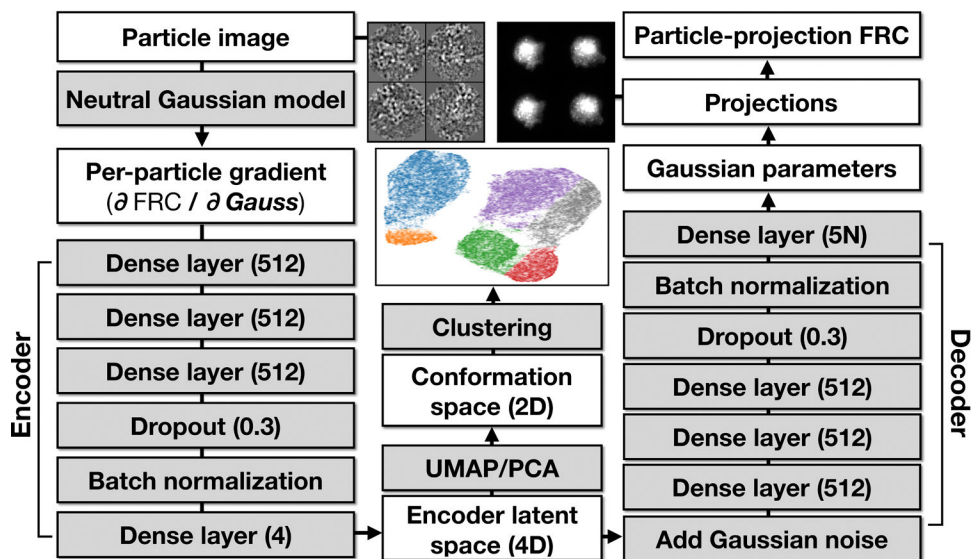 Particle image
Neutral Gaussian model
Per-particle gradient
(∂ FRC / ∂ Gauss)
Encoder
Dense layer (512)
Dense layer (512)
Dense layer (512)
Dropout (0.3)
Batch normalization
Dense layer (4)
Clustering
Conformation
space (2D)
UMAP/PCA
Encoder latent
space (4D)
Particle-projection FRC
Projections
Gaussian parameters
Dense layer (5N)
Batch normalization
Dropout (0.3)
Dense layer (512)
Dense layer (512)
Dense layer (512)
Add Gaussian noise
Decoder